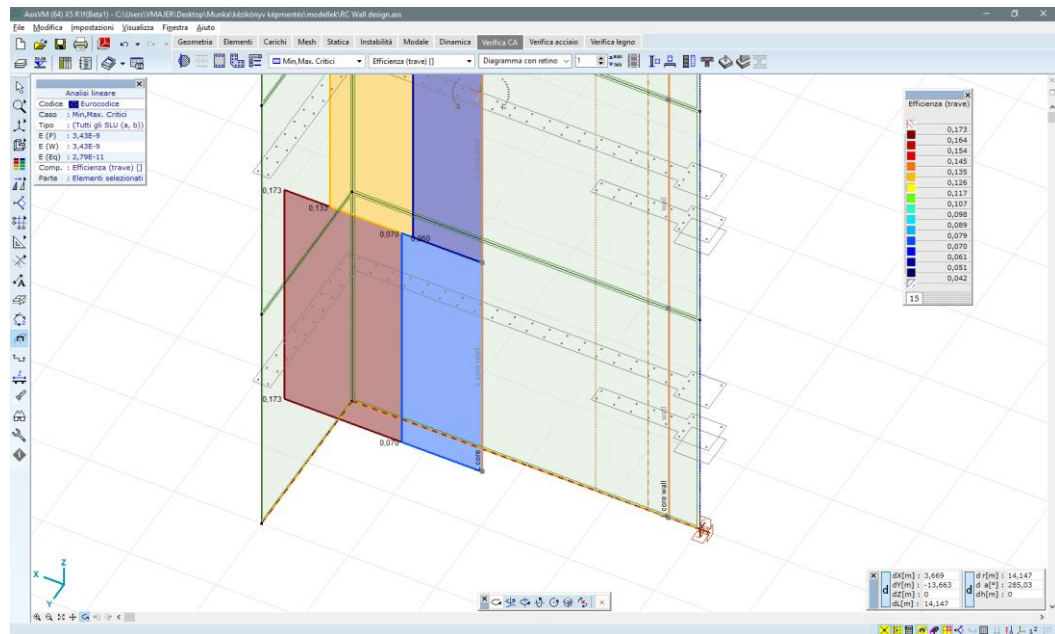 AxisVM (64) X5 R1f(Beta1) - C:\Users\VMAJER\Desktop\Munka\kézikönyv képmentés\modellek\RC Wall design.axs
File Modifica Impostazioni Visualizza Finestra Aiuto
Geometria Elementi Carichi Mesh Statica Instabilità Modale Dinamica Verifica CA Verifica acciaio Verifica legno
Min,Max. Critici Efficienza (trave) [] Diagramma con retino 1
Analisi lineare
Codice Eurocodice
Caso : Min,Max. Critici
Tipo : (Tutti gli SLU (a, b))
E (P) : 3,43E-9
E (W) : 3,43E-9
E (Eq) : 2,79E-11
Comp. : Efficienza (trave) []
Parte : Elementi selezionati
Efficienza (trave)
0,173
0,164
0,154
0,145
0,135
0,126
0,117
0,107
0,098
0,089
0,079
0,070
0,061
0,051
0,042
15
0,173
0,133
0,070
0,173
0,070
L core wall
wall
wall
L core
L core wall
X
Z
Y
dX[m] : 3,669
dY[m] : -13,663
dZ[m] : 0
dL[m] : 14,147
d
d r[m] : 14,147
d a[°] : 285,03
dh[m] : 0
d